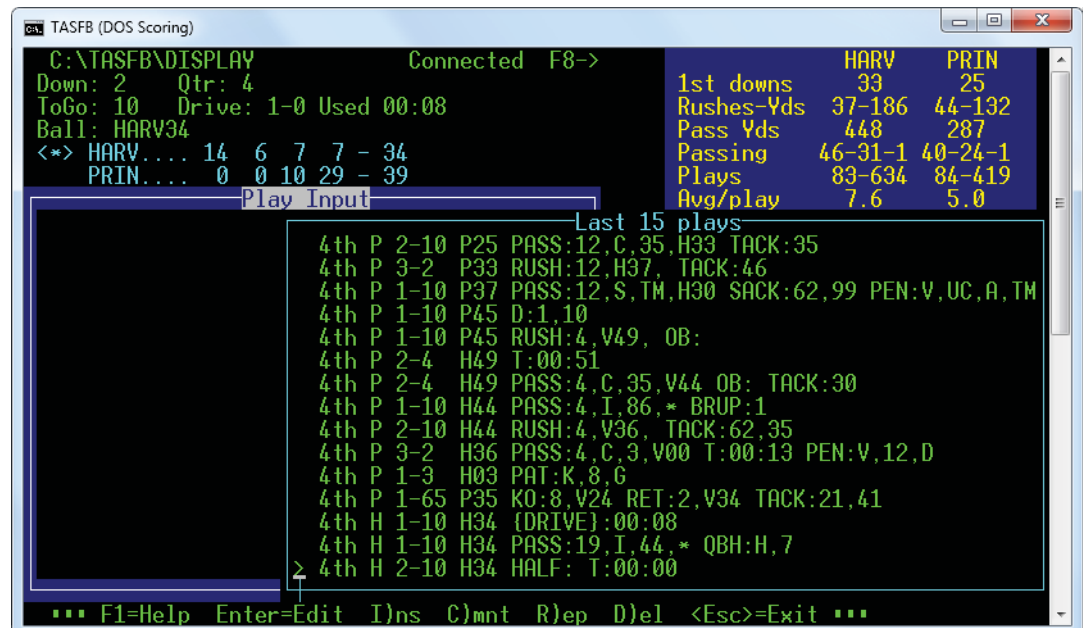 TASFB (DOS Scoring)
C:\TASFB\DISPLAY Connected F8->
Down: 2 Qtr: 4
ToGo: 10 Drive: 1-0 Used 00:08
Ball: HARV34
<*> HARV.... 14 6 7 7 - 34
PRIN.... 0 0 10 29 - 39
HARV PRIN
1st downs 33 25
Rushes-Yds 37-186 44-132
Pass Yds 448 287
Passing 46-31-1 40-24-1
Plays 83-634 84-419
Avg/play 7.6 5.0
Play Input
Last 15 plays
4th P 2-10 P25 PASS:12,C,35,H33 TACK:35
4th P 3-2 P33 RUSH:12,H37, TACK:46
4th P 1-10 P37 PASS:12,S,TM,H30 SACK:62,99 PEN:V,UC,A,TM
4th P 1-10 P45 D:1,10
4th P 1-10 P45 RUSH:4,V49, OB:
4th P 2-4 H49 T:00:51
4th P 2-4 H49 PASS:4,C,35,V44 OB: TACK:30
4th P 1-10 H44 PASS:4,I,86,* BRUP:1
4th P 2-10 H44 RUSH:4,V36, TACK:62,35
4th P 3-2 H36 PASS:4,C,3,V00 T:00:13 PEN:V,12,D
4th P 1-3 H03 PAT:K,8,G
4th P 1-65 P35 KO:8,V24 RET:2,V34 TACK:21,41
4th H 1-10 H34 {DRIVE}:00:08
4th H 1-10 H34 PASS:19,I,44,* QBH:H,7
> 4th H 2-10 H34 HALF: T:00:00
▪▪▪ F1=Help Enter=Edit I)ns C)mnt R)ep D)el <Esc>=Exit ▪▪▪